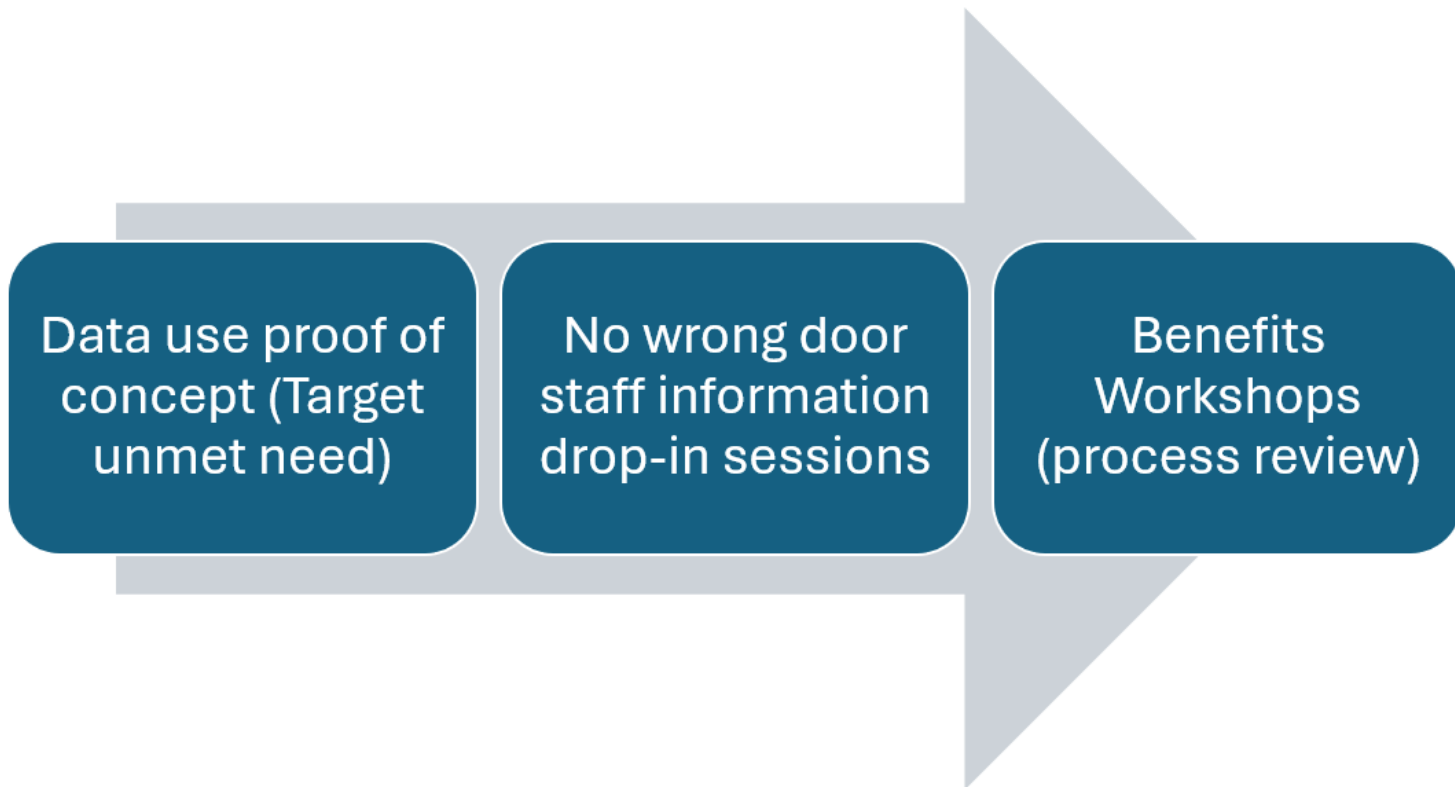 Data use proof of
concept (Target
unmet need)
No wrong door
staff information
drop-in sessions
Benefits
Workshops
(process review)